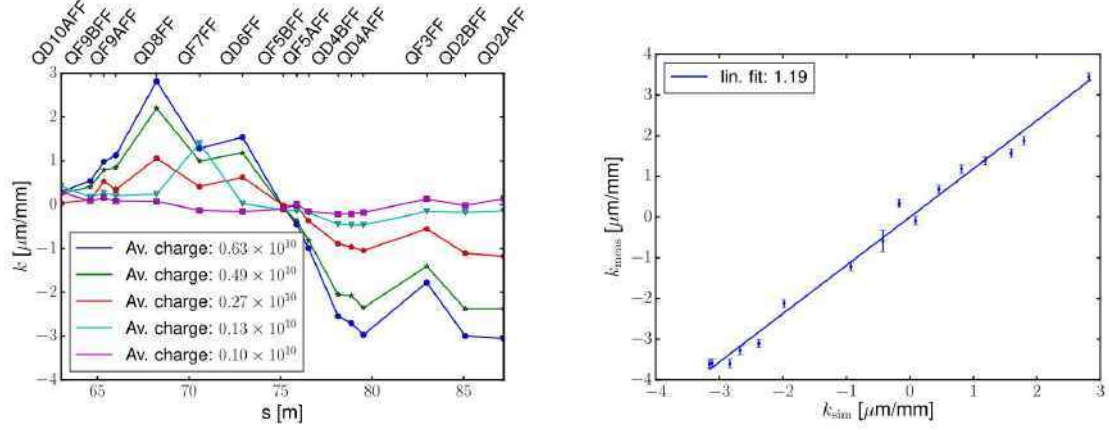 QD10AFF QF9BFF QF9AFF QD8FF QF7FF QD6FF QF5BFF QF5AFF QD4BFF QD4AFF QF3FF QD2BFF QD2AFF
3
2
1
0
−1
−2
−3
−4
k [μm/mm]
Av. charge: 0.63 × 10¹⁰
Av. charge: 0.49 × 10¹⁰
Av. charge: 0.27 × 10¹⁰
Av. charge: 0.13 × 10¹⁰
Av. charge: 0.10 × 10¹⁰
65 70 75 80 85
s [m]
4
3
2
1
0
−1
−2
−3
−4
k_meas [μm/mm]
lin. fit: 1.19
−4 −3 −2 −1 0 1 2 3 4
k_sim [μm/mm]